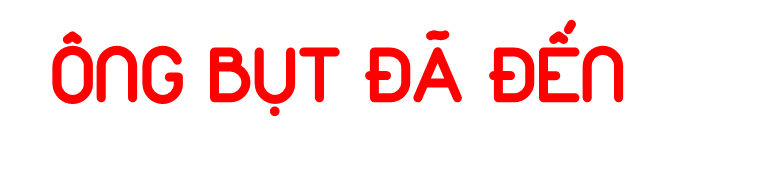 ÔNG BỤT ĐÃ ĐẾN